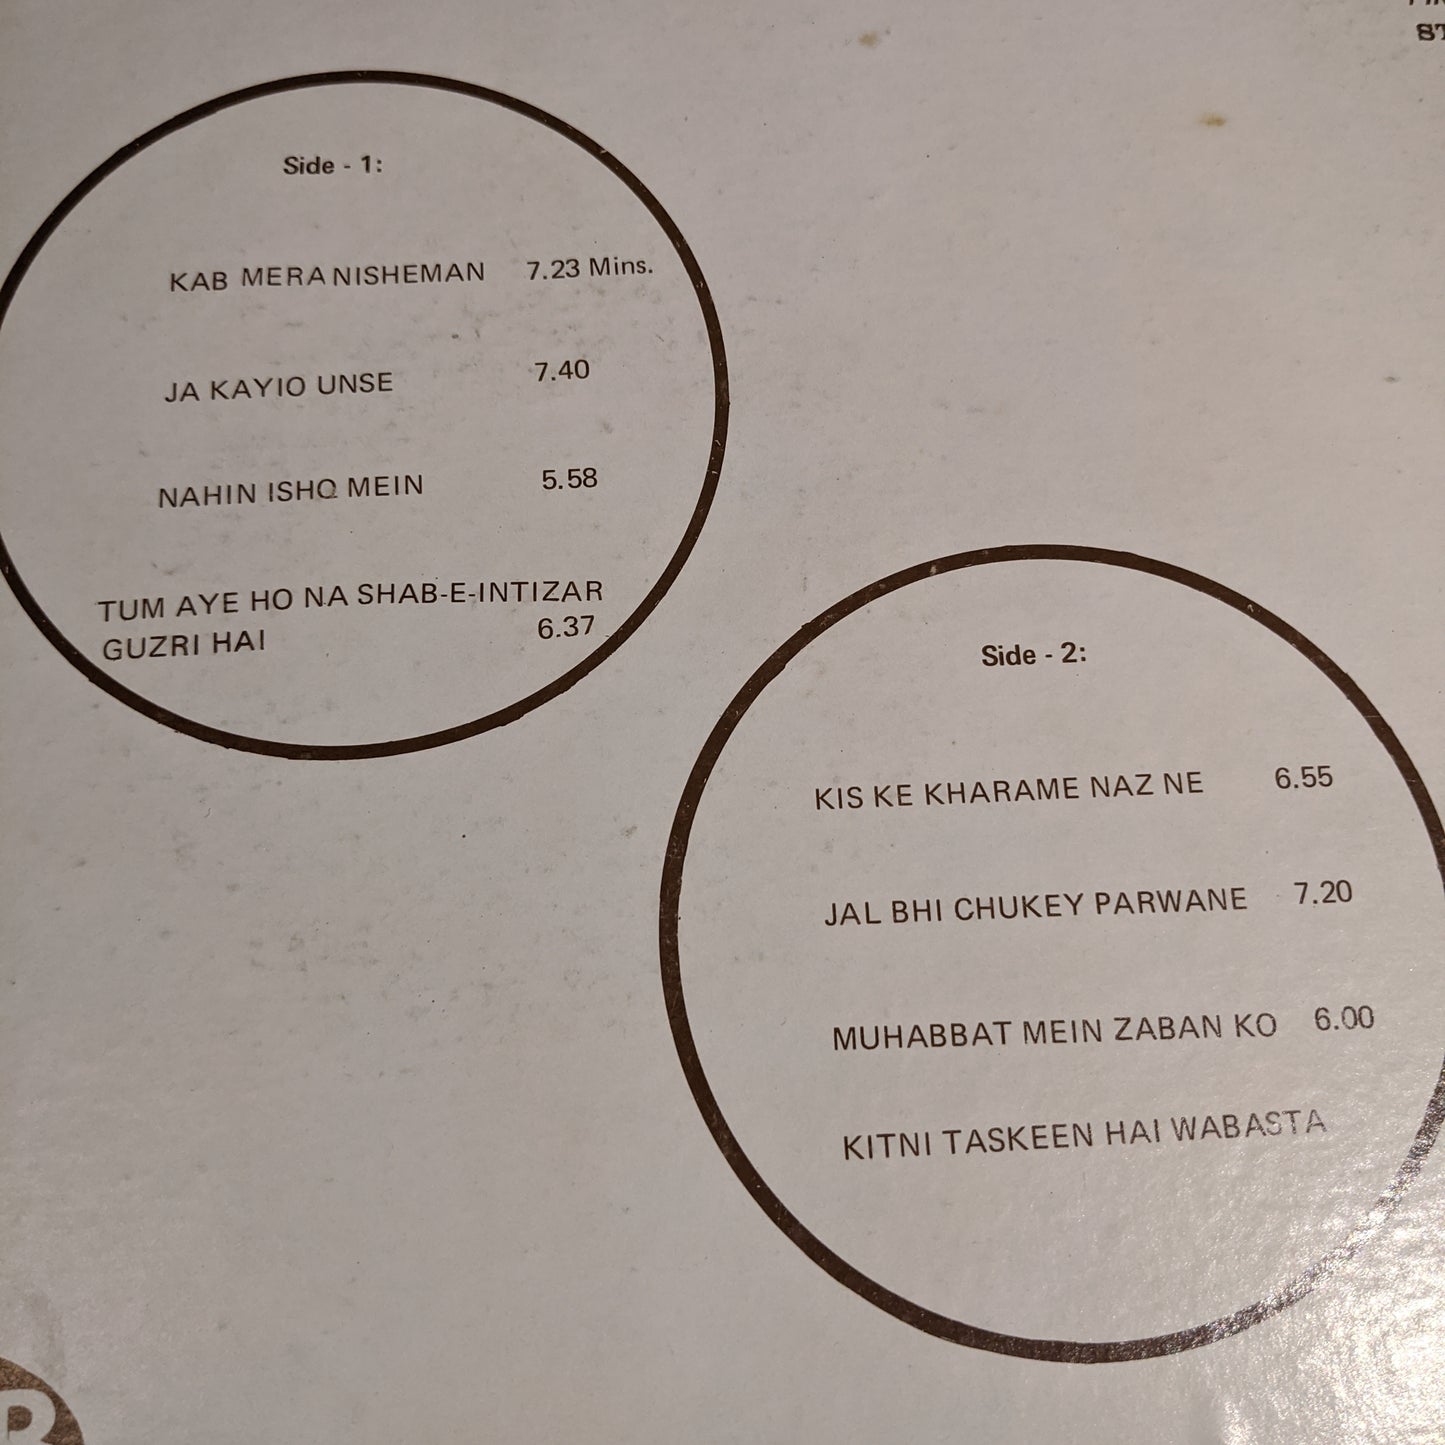 Side - 1:
KAB MERA NISHEMAN 7.23 Mins.
JA KAYIO UNSE 7.40
NAHIN ISHQ MEIN 5.58
TUM AYE HO NA SHAB-E-INTIZAR
GUZRI HAI 6.37
Side - 2:
KIS KE KHARAME NAZ NE 6.55
JAL BHI CHUKEY PARWANE 7.20
MUHABBAT MEIN ZABAN KO 6.00
KITNI TASKEEN HAI WABASTA